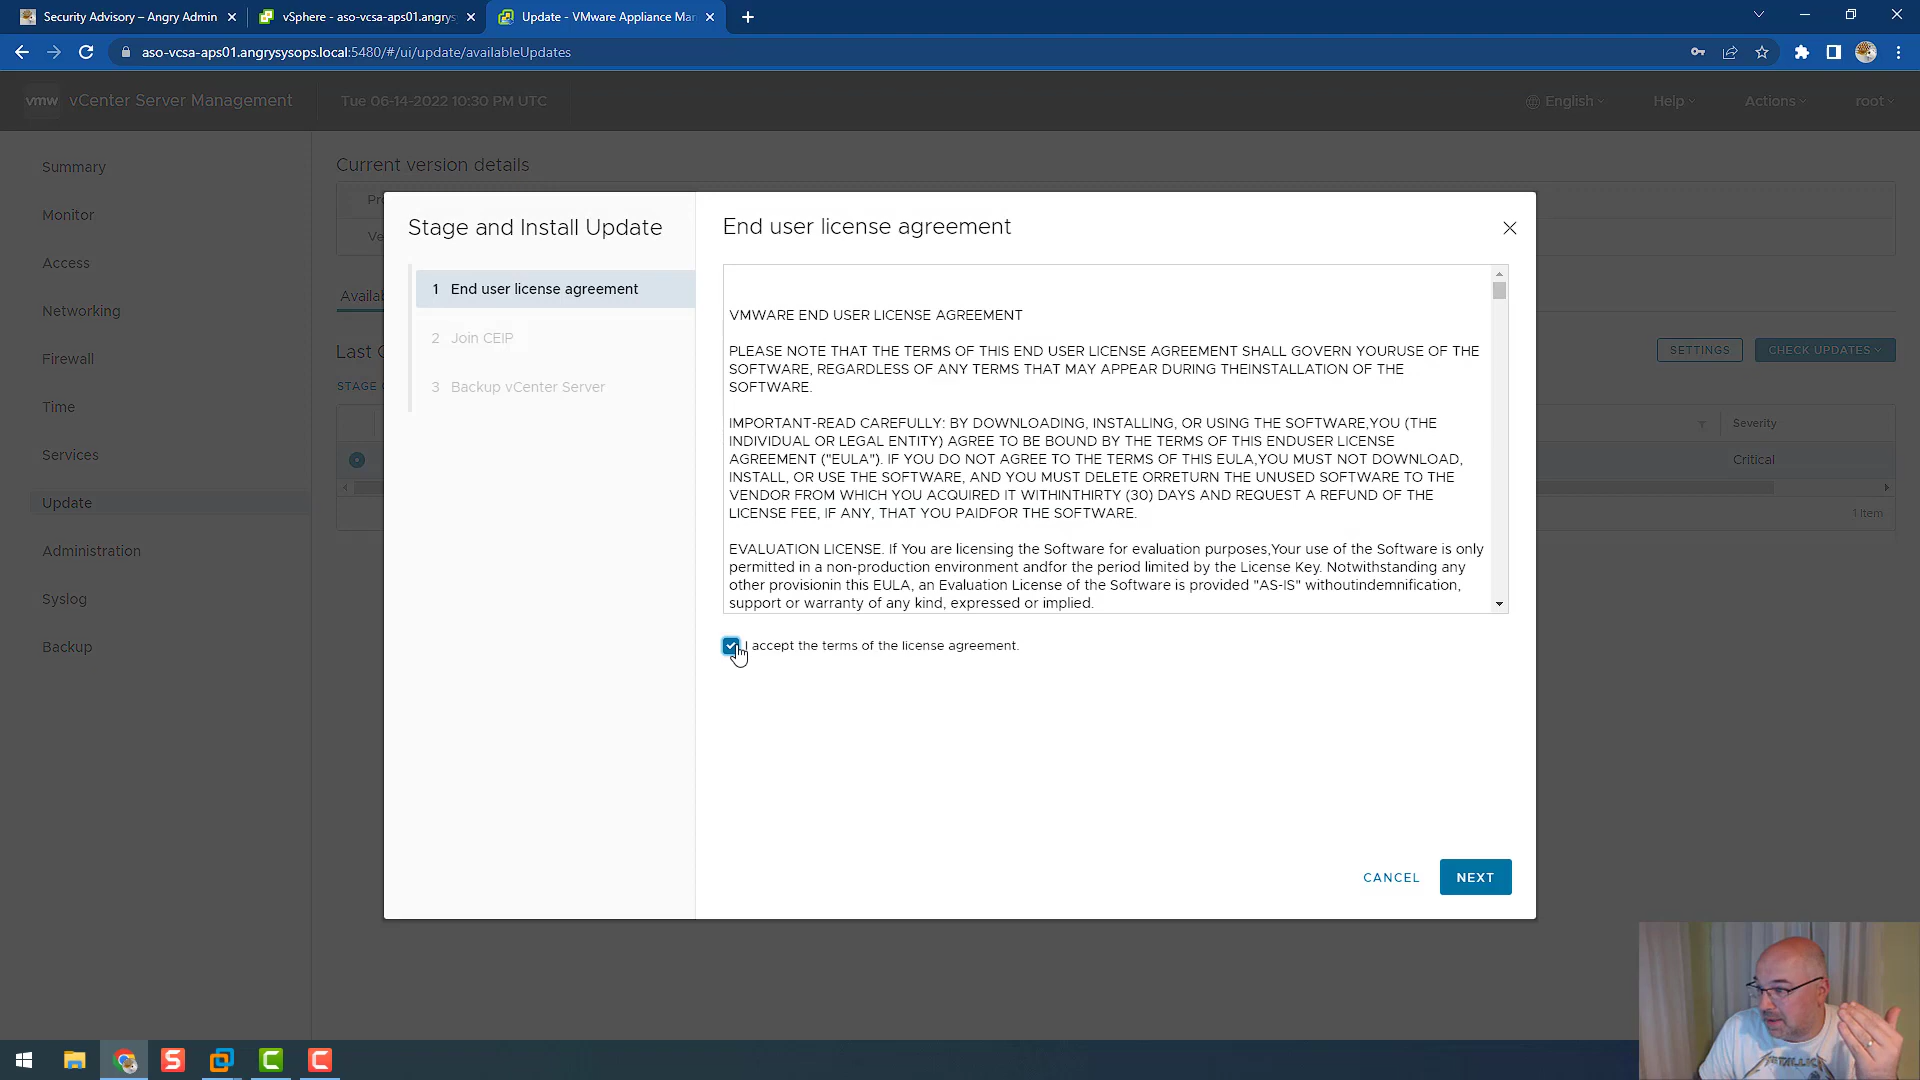 Security Advisory – Angry Admin
vSphere - aso-vcsa-aps01.angrys
Update - VMware Appliance Ma
aso-vcsa-aps01.angrysysops.local:5480/#/ui/update/availableUpdates
vmw vCenter Server Management
Tue 06-14-2022 10:30 PM UTC
English
Help
Actions
root
Summary
Monitor
Access
Networking
Firewall
Time
Services
Update
Administration
Syslog
Backup
Current version details
Pr
Ve
Availa
Last
STAGE
SETTINGS
CHECK UPDATES
Severity
Critical
1 item
Stage and Install Update
1 End user license agreement
2 Join CEIP
3 Backup vCenter Server
End user license agreement
VMWARE END USER LICENSE AGREEMENT
PLEASE NOTE THAT THE TERMS OF THIS END USER LICENSE AGREEMENT SHALL GOVERN YOURUSE OF THE
SOFTWARE, REGARDLESS OF ANY TERMS THAT MAY APPEAR DURING THEINSTALLATION OF THE
SOFTWARE.
IMPORTANT-READ CAREFULLY: BY DOWNLOADING, INSTALLING, OR USING THE SOFTWARE,YOU (THE
INDIVIDUAL OR LEGAL ENTITY) AGREE TO BE BOUND BY THE TERMS OF THIS ENDUSER LICENSE
AGREEMENT ("EULA"). IF YOU DO NOT AGREE TO THE TERMS OF THIS EULA,YOU MUST NOT DOWNLOAD,
INSTALL, OR USE THE SOFTWARE, AND YOU MUST DELETE ORRETURN THE UNUSED SOFTWARE TO THE
VENDOR FROM WHICH YOU ACQUIRED IT WITHINTHIRTY (30) DAYS AND REQUEST A REFUND OF THE
LICENSE FEE, IF ANY, THAT YOU PAIDFOR THE SOFTWARE.
EVALUATION LICENSE. If You are licensing the Software for evaluation purposes,Your use of the Software is only
permitted in a non-production environment andfor the period limited by the License Key. Notwithstanding any
other provisionin this EULA, an Evaluation License of the Software is provided "AS-IS" withoutindemnification,
support or warranty of any kind, expressed or implied.
I accept the terms of the license agreement.
CANCEL
NEXT
METALLICA